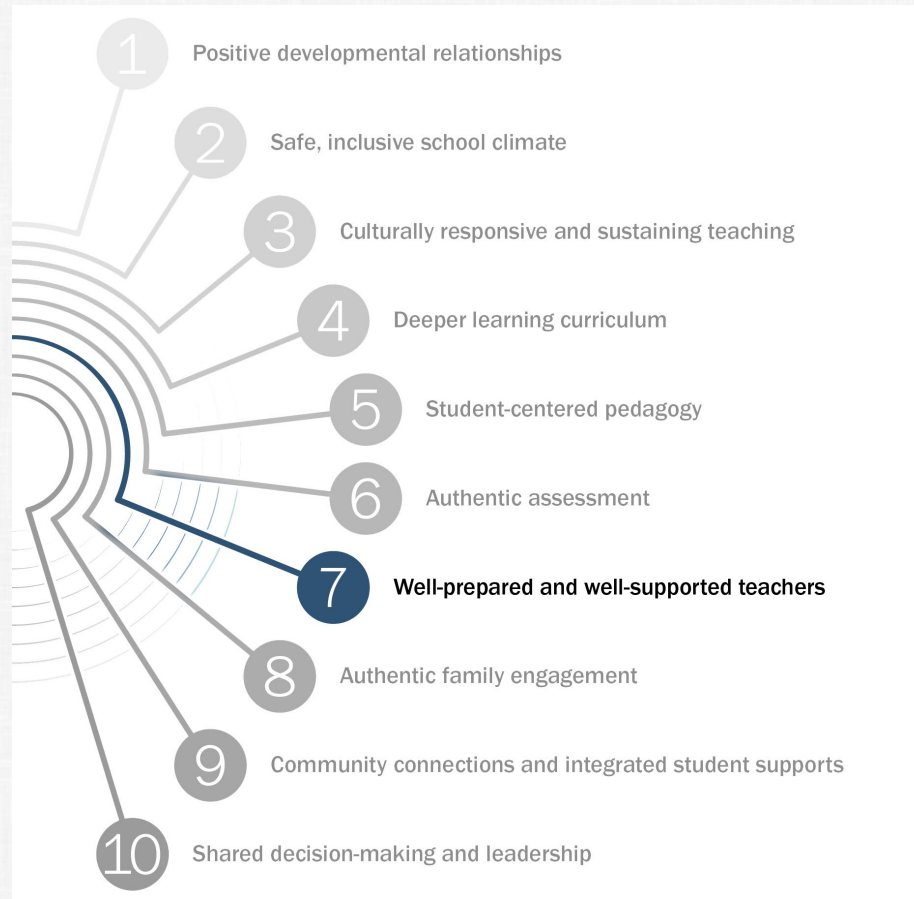 1 Positive developmental relationships
2 Safe, inclusive school climate
3 Culturally responsive and sustaining teaching
4 Deeper learning curriculum
5 Student-centered pedagogy
6 Authentic assessment
7 Well-prepared and well-supported teachers
8 Authentic family engagement
9 Community connections and integrated student supports
10 Shared decision-making and leadership